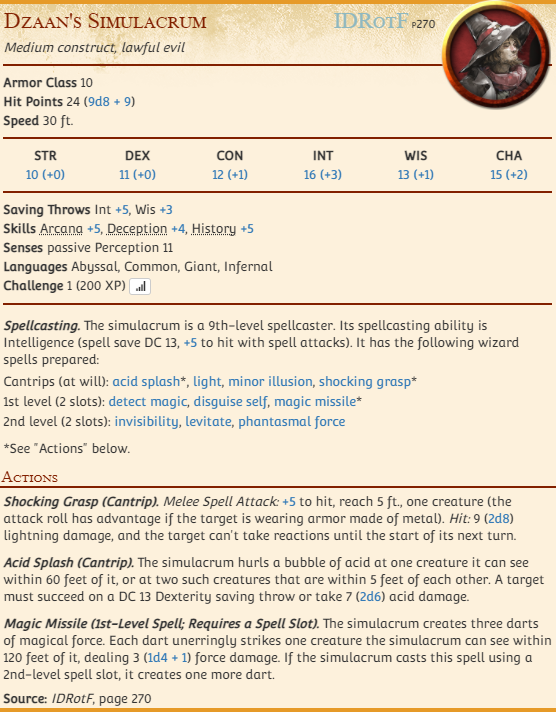 Dzaan's Simulacrum IDRotF p270
Medium construct, lawful evil
Armor Class 10
Hit Points 24 (9d8 + 9)
Speed 30 ft.
STR DEX CON INT WIS CHA
10 (+0) 11 (+0) 12 (+1) 16 (+3) 13 (+1) 15 (+2)
Saving Throws Int +5, Wis +3
Skills Arcana +5, Deception +4, History +5
Senses passive Perception 11
Languages Abyssal, Common, Giant, Infernal
Challenge 1 (200 XP)
Spellcasting. The simulacrum is a 9th-level spellcaster. Its spellcasting ability is
Intelligence (spell save DC 13, +5 to hit with spell attacks). It has the following wizard
spells prepared:
Cantrips (at will): acid splash*, light, minor illusion, shocking grasp*
1st level (2 slots): detect magic, disguise self, magic missile*
2nd level (2 slots): invisibility, levitate, phantasmal force
*See "Actions" below.
Actions
Shocking Grasp (Cantrip). Melee Spell Attack: +5 to hit, reach 5 ft., one creature (the
attack roll has advantage if the target is wearing armor made of metal). Hit: 9 (2d8)
lightning damage, and the target can't take reactions until the start of its next turn.
Acid Splash (Cantrip). The simulacrum hurls a bubble of acid at one creature it can see
within 60 feet of it, or at two such creatures that are within 5 feet of each other. A target
must succeed on a DC 13 Dexterity saving throw or take 7 (2d6) acid damage.
Magic Missile (1st-Level Spell; Requires a Spell Slot). The simulacrum creates three darts
of magical force. Each dart unerringly strikes one creature the simulacrum can see within
120 feet of it, dealing 3 (1d4 + 1) force damage. If the simulacrum casts this spell using a
2nd-level spell slot, it creates one more dart.
Source: IDRotF, page 270